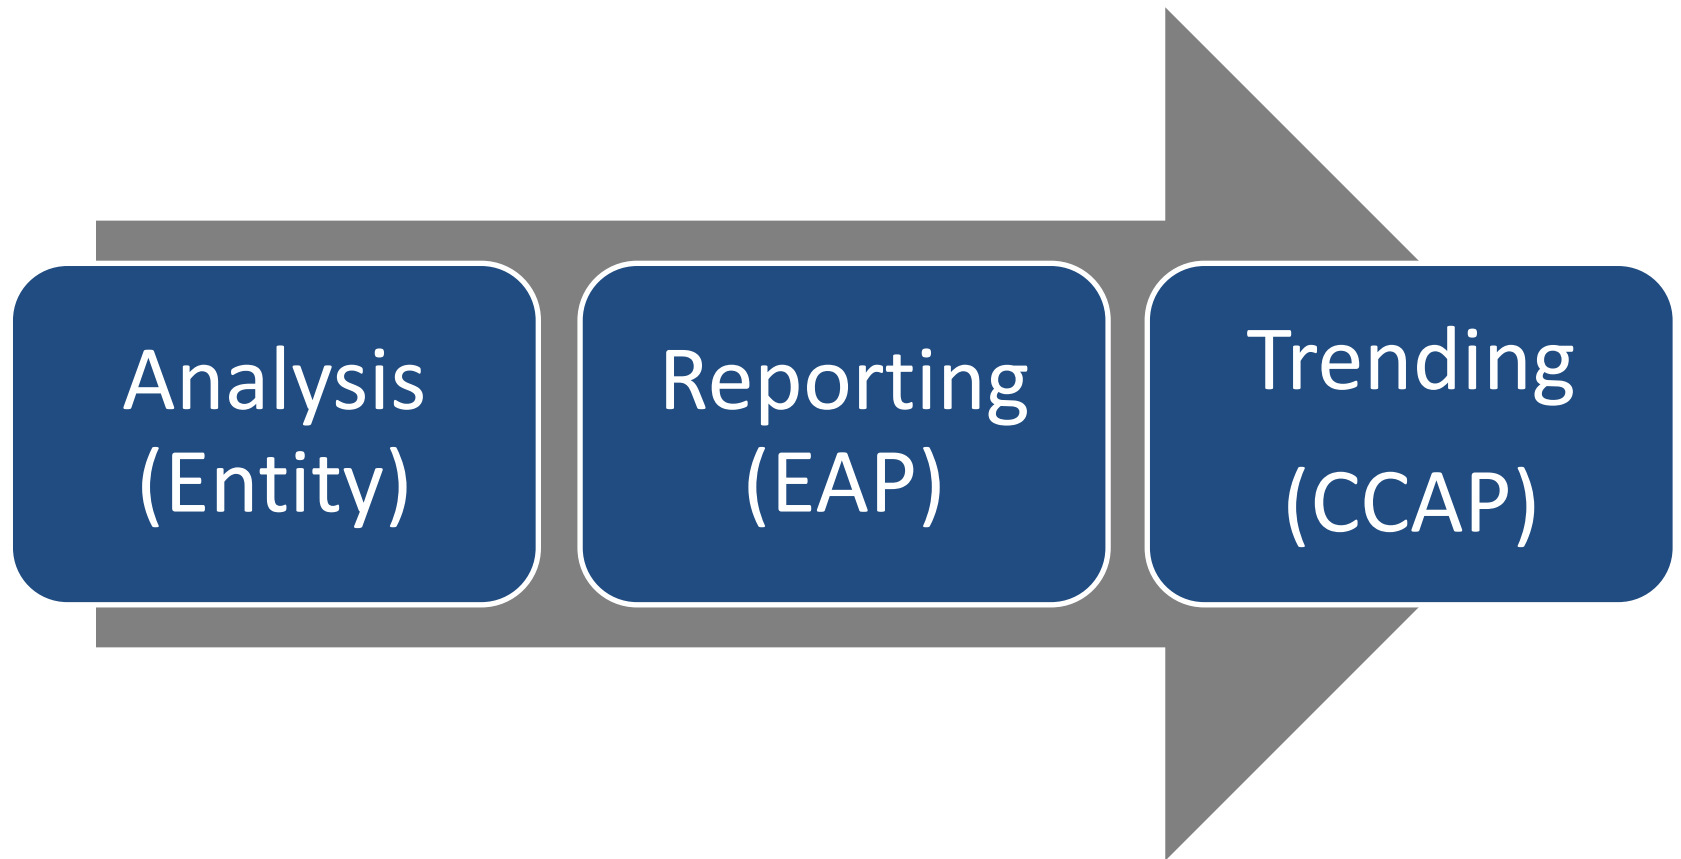 Analysis
(Entity)
Reporting
(EAP)
Trending
(CCAP)